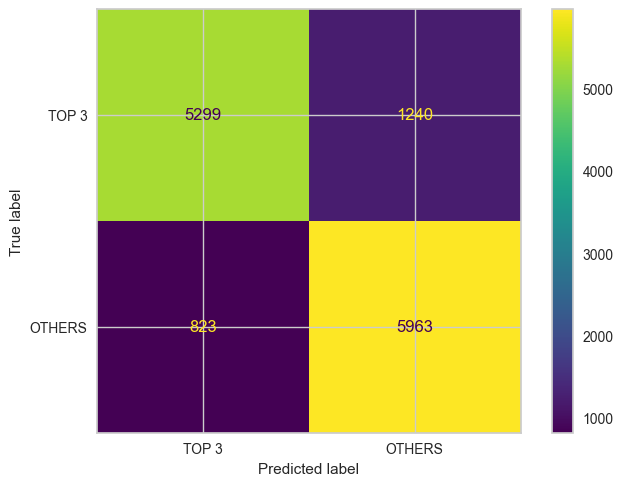 TOP 3
5299
1240
OTHERS
823
5963
TOP 3
OTHERS
Predicted label
True label
5000
4000
3000
2000
1000